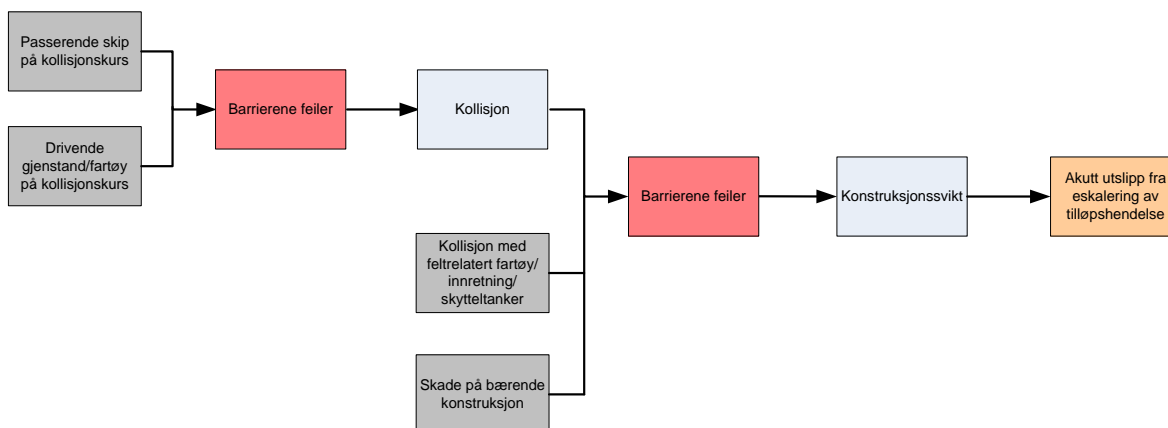 Passerende skip
på kollisjonskurs
Drivende
gjenstand/fartøy
på kollisjonskurs
Barrierene feiler
Kollisjon
Kollisjon med
feltrelatert fartøy/
innretning/
skytteltanker
Skade på bærende
konstruksjon
Barrierene feiler
Konstruksjonssvikt
Akutt utslipp fra
eskalering av
tilløpshendelse